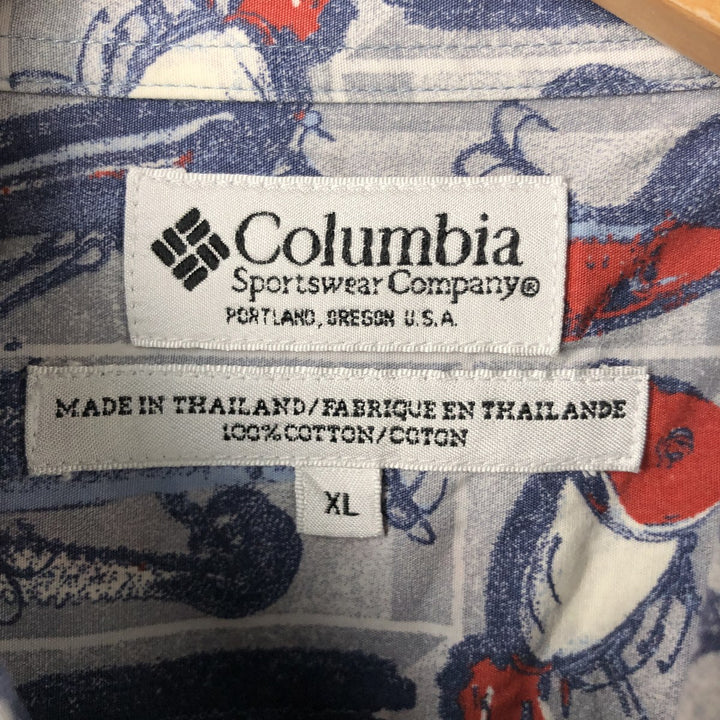 Columbia
Sportswear Company®
PORTLAND, OREGON U.S.A.
MADE IN THAILAND/FABRIQUE EN THAILANDE
100% COTTON/COTON
XL